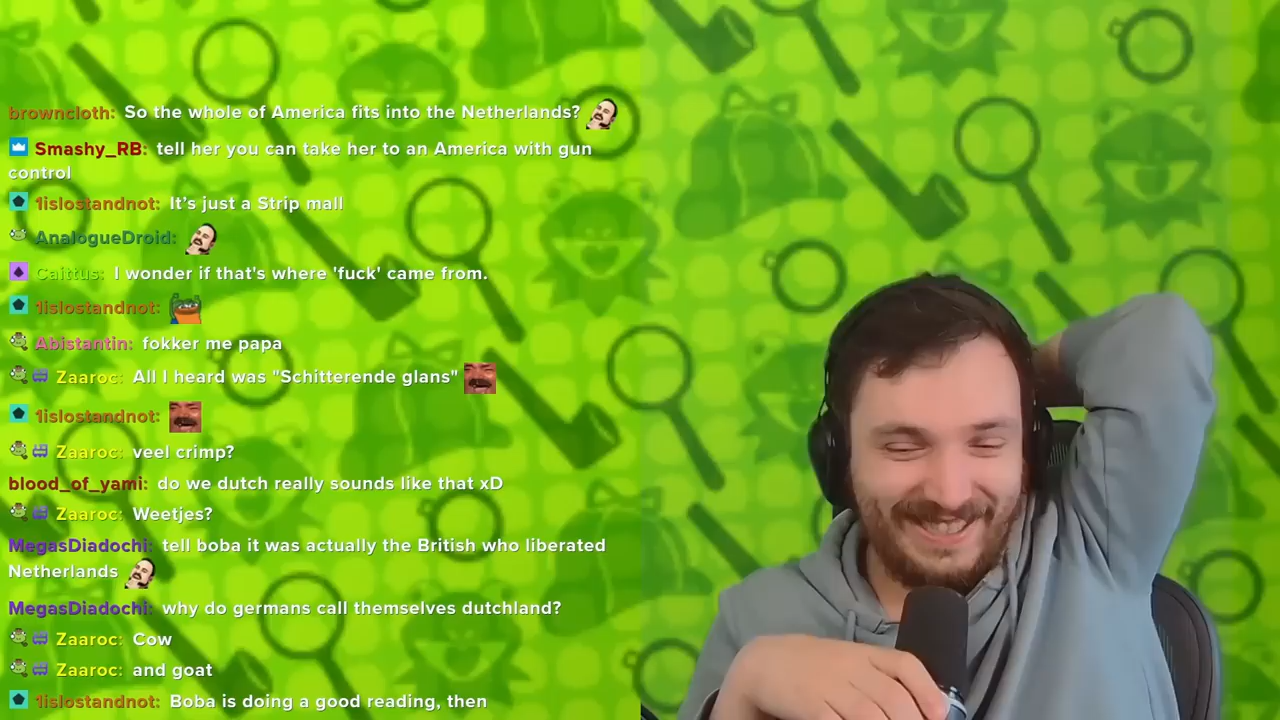 browncloth: So the whole of America fits into the Netherlands?
Smashy_RB: tell her you can take her to an America with gun
control
1islostandnot: It's just a Strip mall
AnalogueDroid:
Caittus: I wonder if that's where 'fuck' came from.
1islostandnot:
Abistantin: fokker me papa
Zaaroc: All I heard was "Schitterende glans"
1islostandnot:
Zaaroc: veel crimp?
blood_of_yami: do we dutch really sounds like that xD
Zaaroc: Weetjes?
MegasDiadochi: tell boba it was actually the British who liberated
Netherlands
MegasDiadochi: why do germans call themselves dutchland?
Zaaroc: Cow
Zaaroc: and goat
1islostandnot: Boba is doing a good reading, then